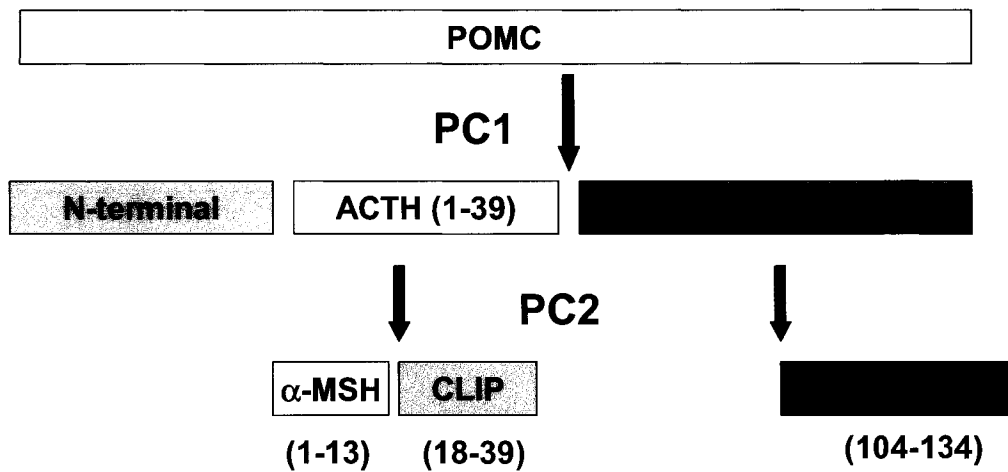 POMC
PC1
N-terminal
ACTH (1-39)
PC2
α-MSH
CLIP
(1-13)
(18-39)
(104-134)